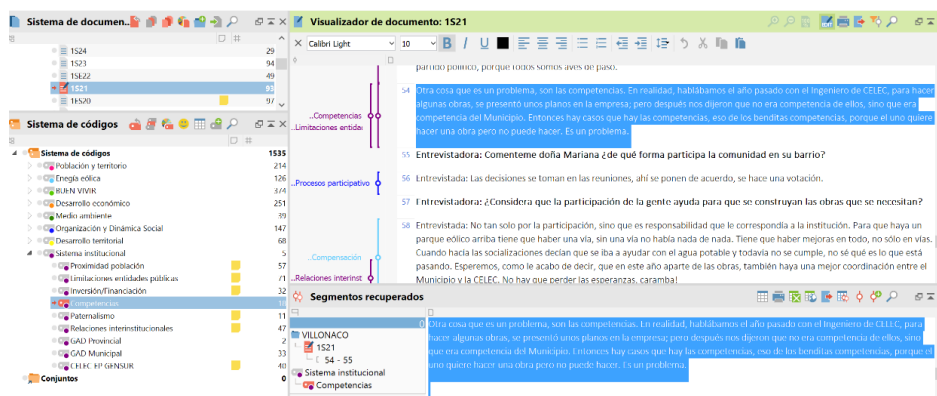 Sistema de documen..
1S24 29
1S23 94
1SE22 49
1S21 93
1ES20 97
Sistema de códigos
Sistema de códigos 1535
Población y territorio 214
Enegía eólica 126
BUEN VIVIR 374
Desarrollo económico 251
Medio ambiente 39
Organización y Dinámica Social 147
Desarrollo territorial 68
Sistema institucional 5
Proximidad población 57
Limitaciones entidades públicas 8
Inversión/Financiación 32
Competencias 18
Paternalismo 11
Relaciones interinstitucionales 47
GAD Provincial 2
GAD Municipal 33
CELEC EP GENSUR 40
Conjuntos 0
Visualizador de documento: 1S21
Calibri Light 10 B I U
partido político, porque todos somos aves de paso.
..Competencias
..Limitaciones entida
54 Otra cosa que es un problema, son las competencias. En realidad, hablábamos el año pasado con el Ingeniero de CELEC, para hacer
algunas obras, se presentó unos planos en la empresa; pero después nos dijeron que no era competencia de ellos, sino que era
competencia del Municipio. Entonces hay casos que hay las competencias, eso de los benditas competencias, porque el uno quiere
hacer una obra pero no puede hacer. Es un problema.
55 Entrevistadora: Comenteme doña Mariana ¿de qué forma participa la comunidad en su barrio?
..Procesos participativo
56 Entrevistada: Las decisiones se toman en las reuniones, ahí se ponen de acuerdo, se hace una votación.
57 Entrevistadora: ¿Considera que la participación de la gente ayuda para que se construyan las obras que se necesitan?
..Compensación
..Relaciones interinst
58 Entrevistada: No tan solo por la participación, sino que es responsabilidad que le correspondía a la institución. Para que haya un
parque eólico arriba tiene que haber una vía, sin una vía no había nada de nada. Tiene que haber mejoras en todo, no sólo en vías.
Cuando hacía las socializaciones decían que se iba a ayudar con el agua potable y todavía no se cumple, no sé qué es lo que está
pasando. Esperemos, como le acabo de decir, que en este año aparte de las obras, también haya una mejor coordinación entre el
Municipio y la CELEC. No hay que perder las esperanzas, caramba!
Segmentos recuperados
0
VILLONACO
1S21
54 - 55
Sistema institucional
Competencias
Otra cosa que es un problema, son las competencias. En realidad, hablábamos el año pasado con el Ingeniero de CELEC, para
hacer algunas obras, se presentó unos planos en la empresa; pero después nos dijeron que no era competencia de ellos, sino
que era competencia del Municipio. Entonces hay casos que hay las competencias, eso de los benditas competencias, porque el
uno quiere hacer una obra pero no puede hacer. Es un problema.